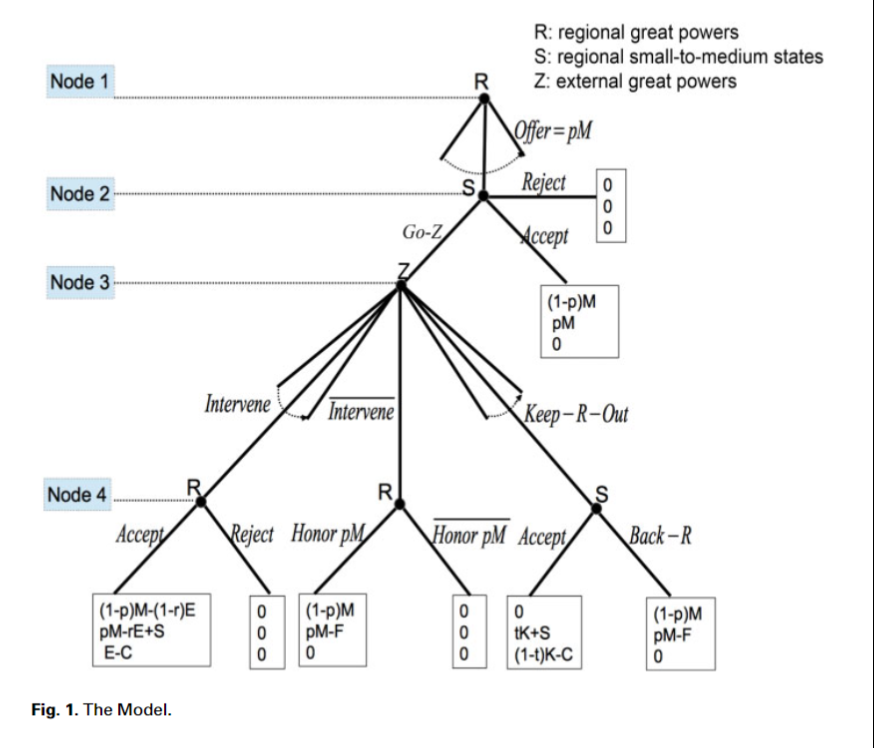 R: regional great powers
S: regional small-to-medium states
Z: external great powers
Node 1
R
Offer=pM
Node 2
S
Reject
0
0
0
Go-Z
Accept
Node 3
Z
(1-p)M
pM
0
Intervene
Intervene
Keep-R-Out
Node 4
R
R
S
Accept
Reject
Honor pM
Honor pM
Accept
Back-R
(1-p)M-(1-r)E
pM-rE+S
E-C
0
0
0
(1-p)M
pM-F
0
0
0
0
0
tK+S
(1-t)K-C
(1-p)M
pM-F
0
Fig. 1. The Model.